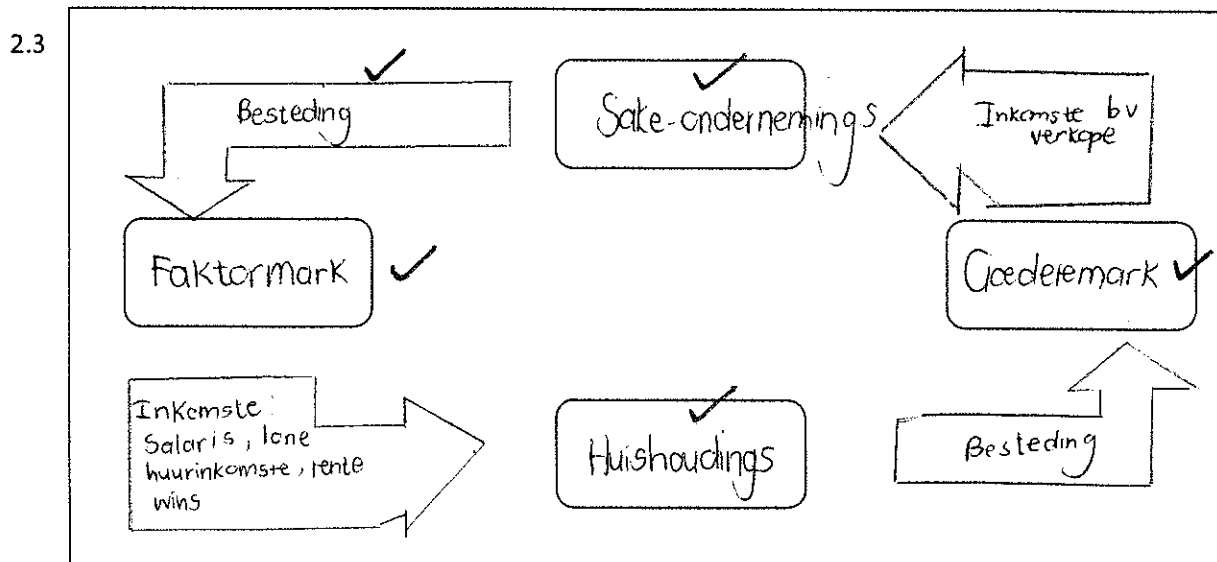 2.3
Besteding
Sake-ondernemings
Inkomste bv
verkope
Faktormark
Goederemark
Inkomste:
Salaris, lone
huurinkomste, rente
wins
Huishoudings
Besteding